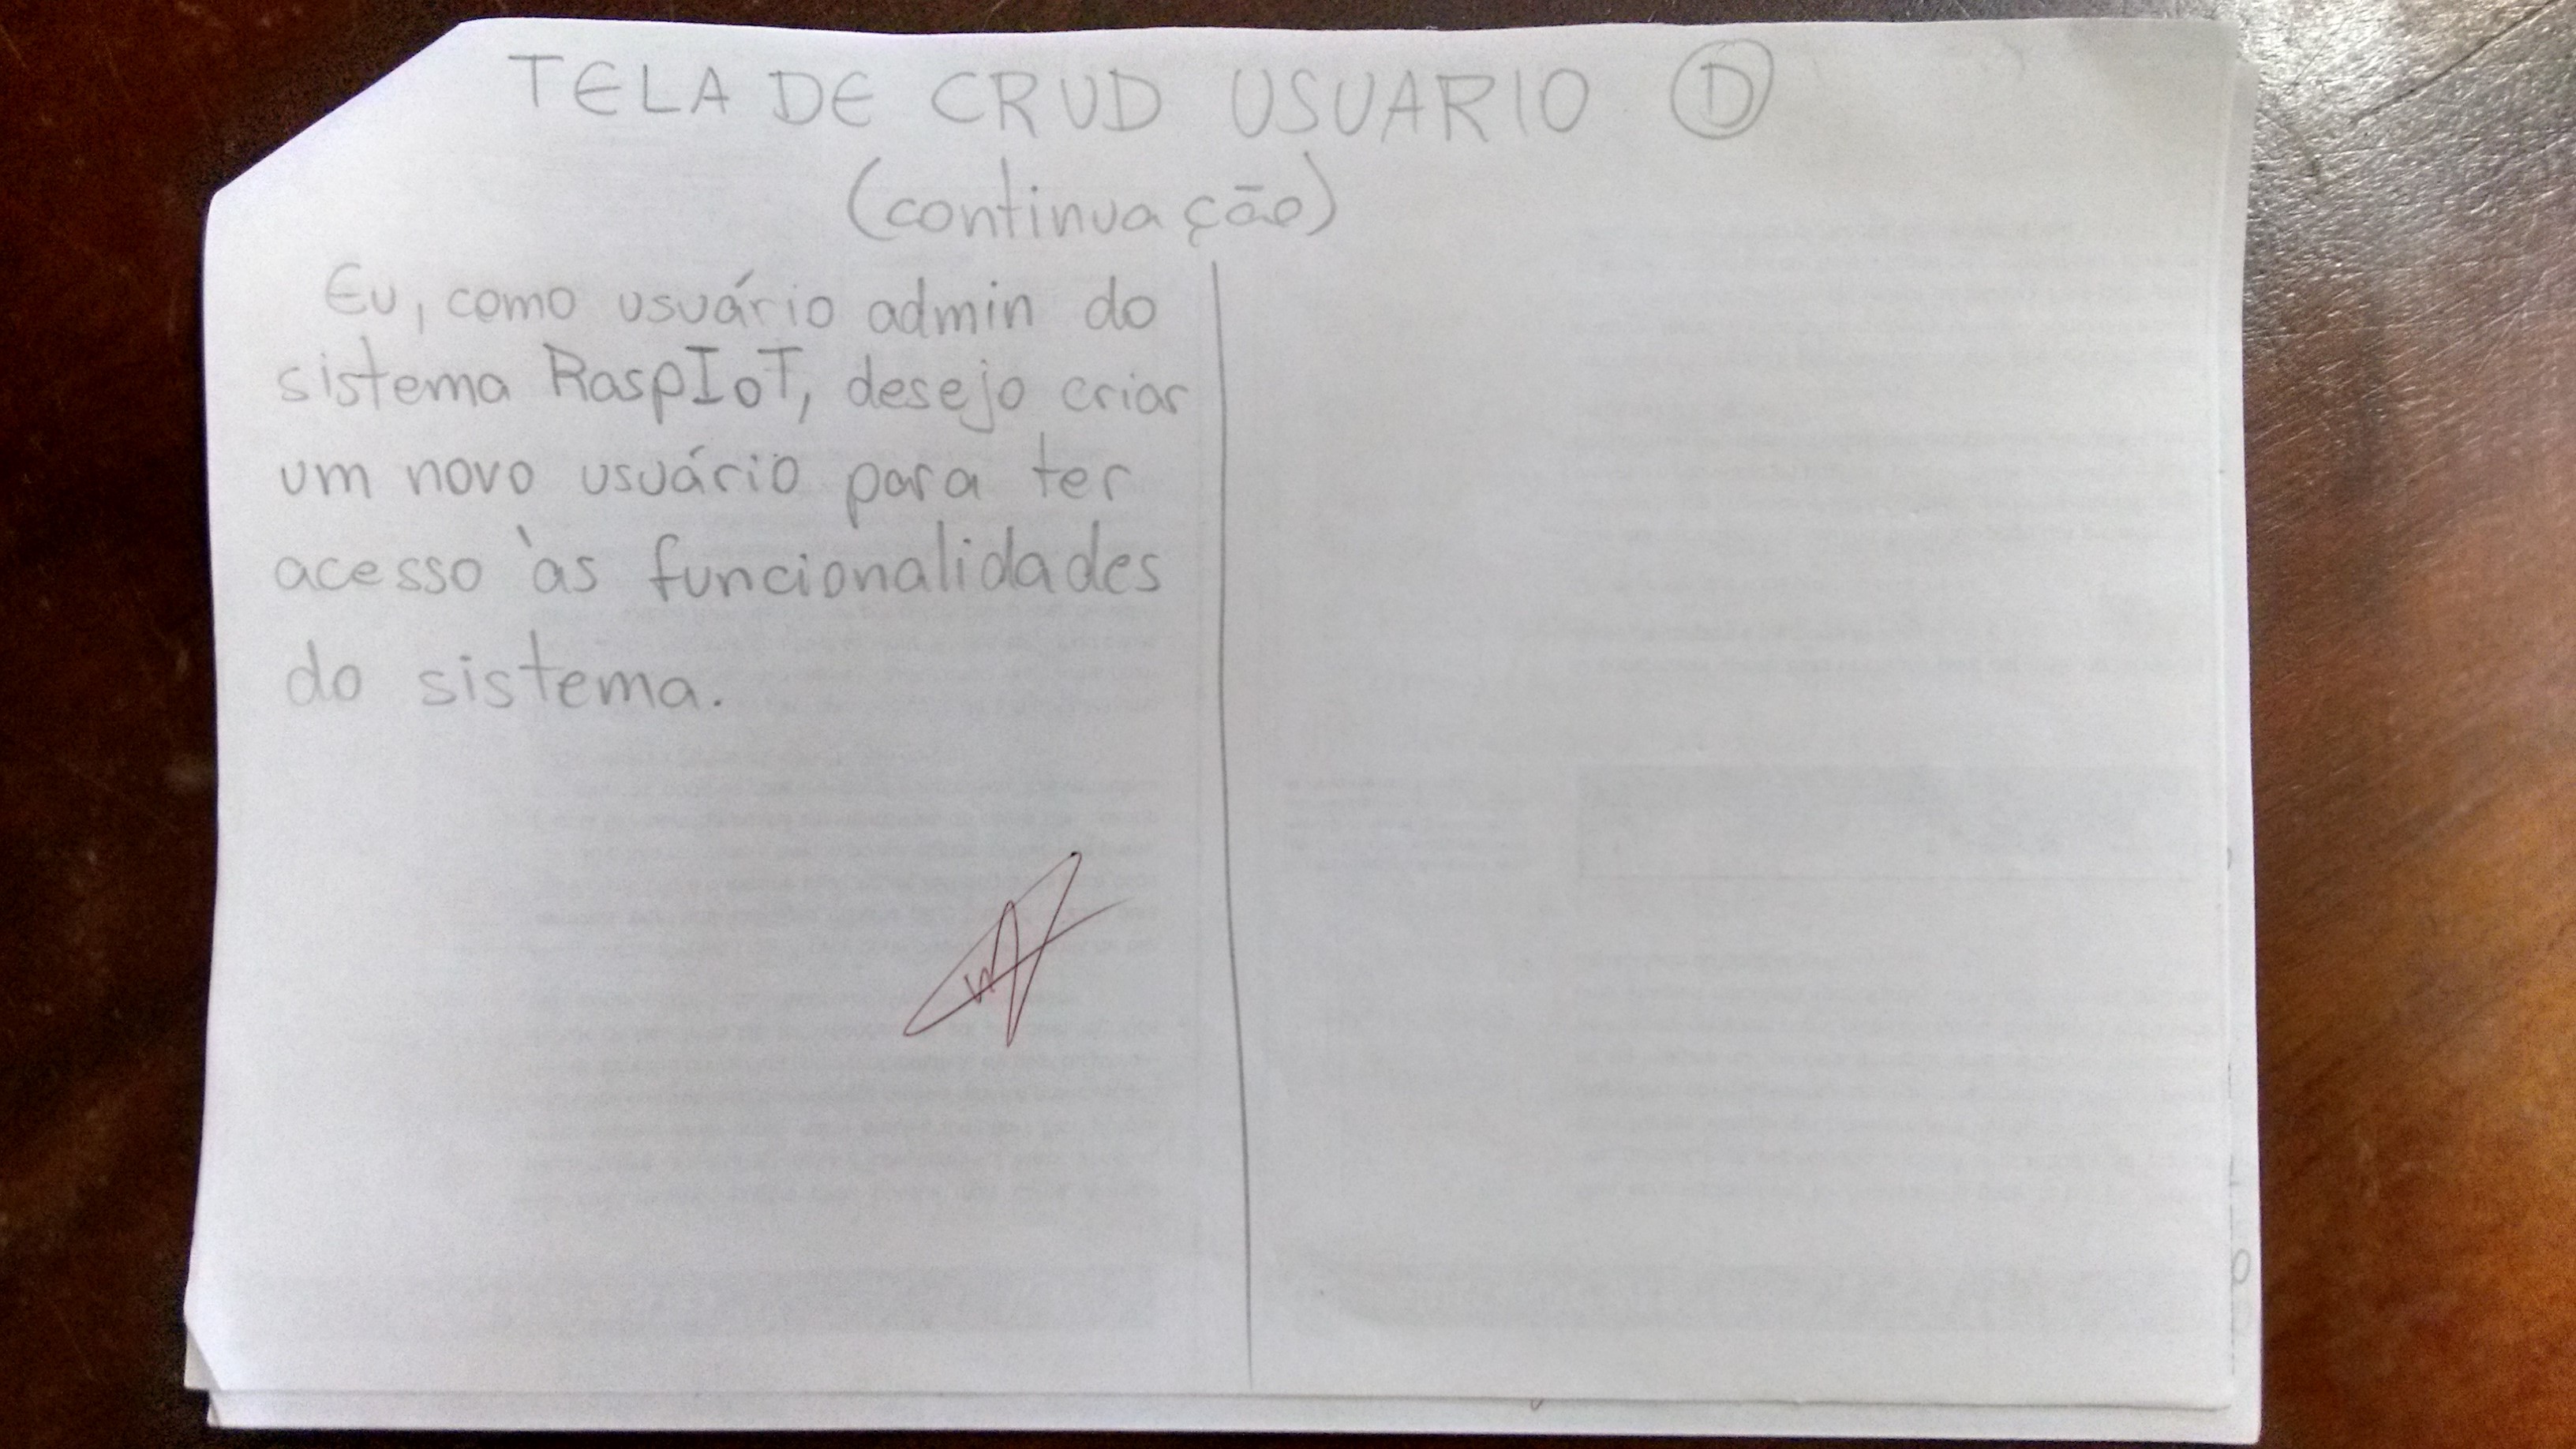 TELA DE CRUD USUARIO D
(continuação)
Eu, como usuário admin do
sistema RaspIoT, desejo criar
um novo usuário para ter
acesso às funcionalidades
do sistema.